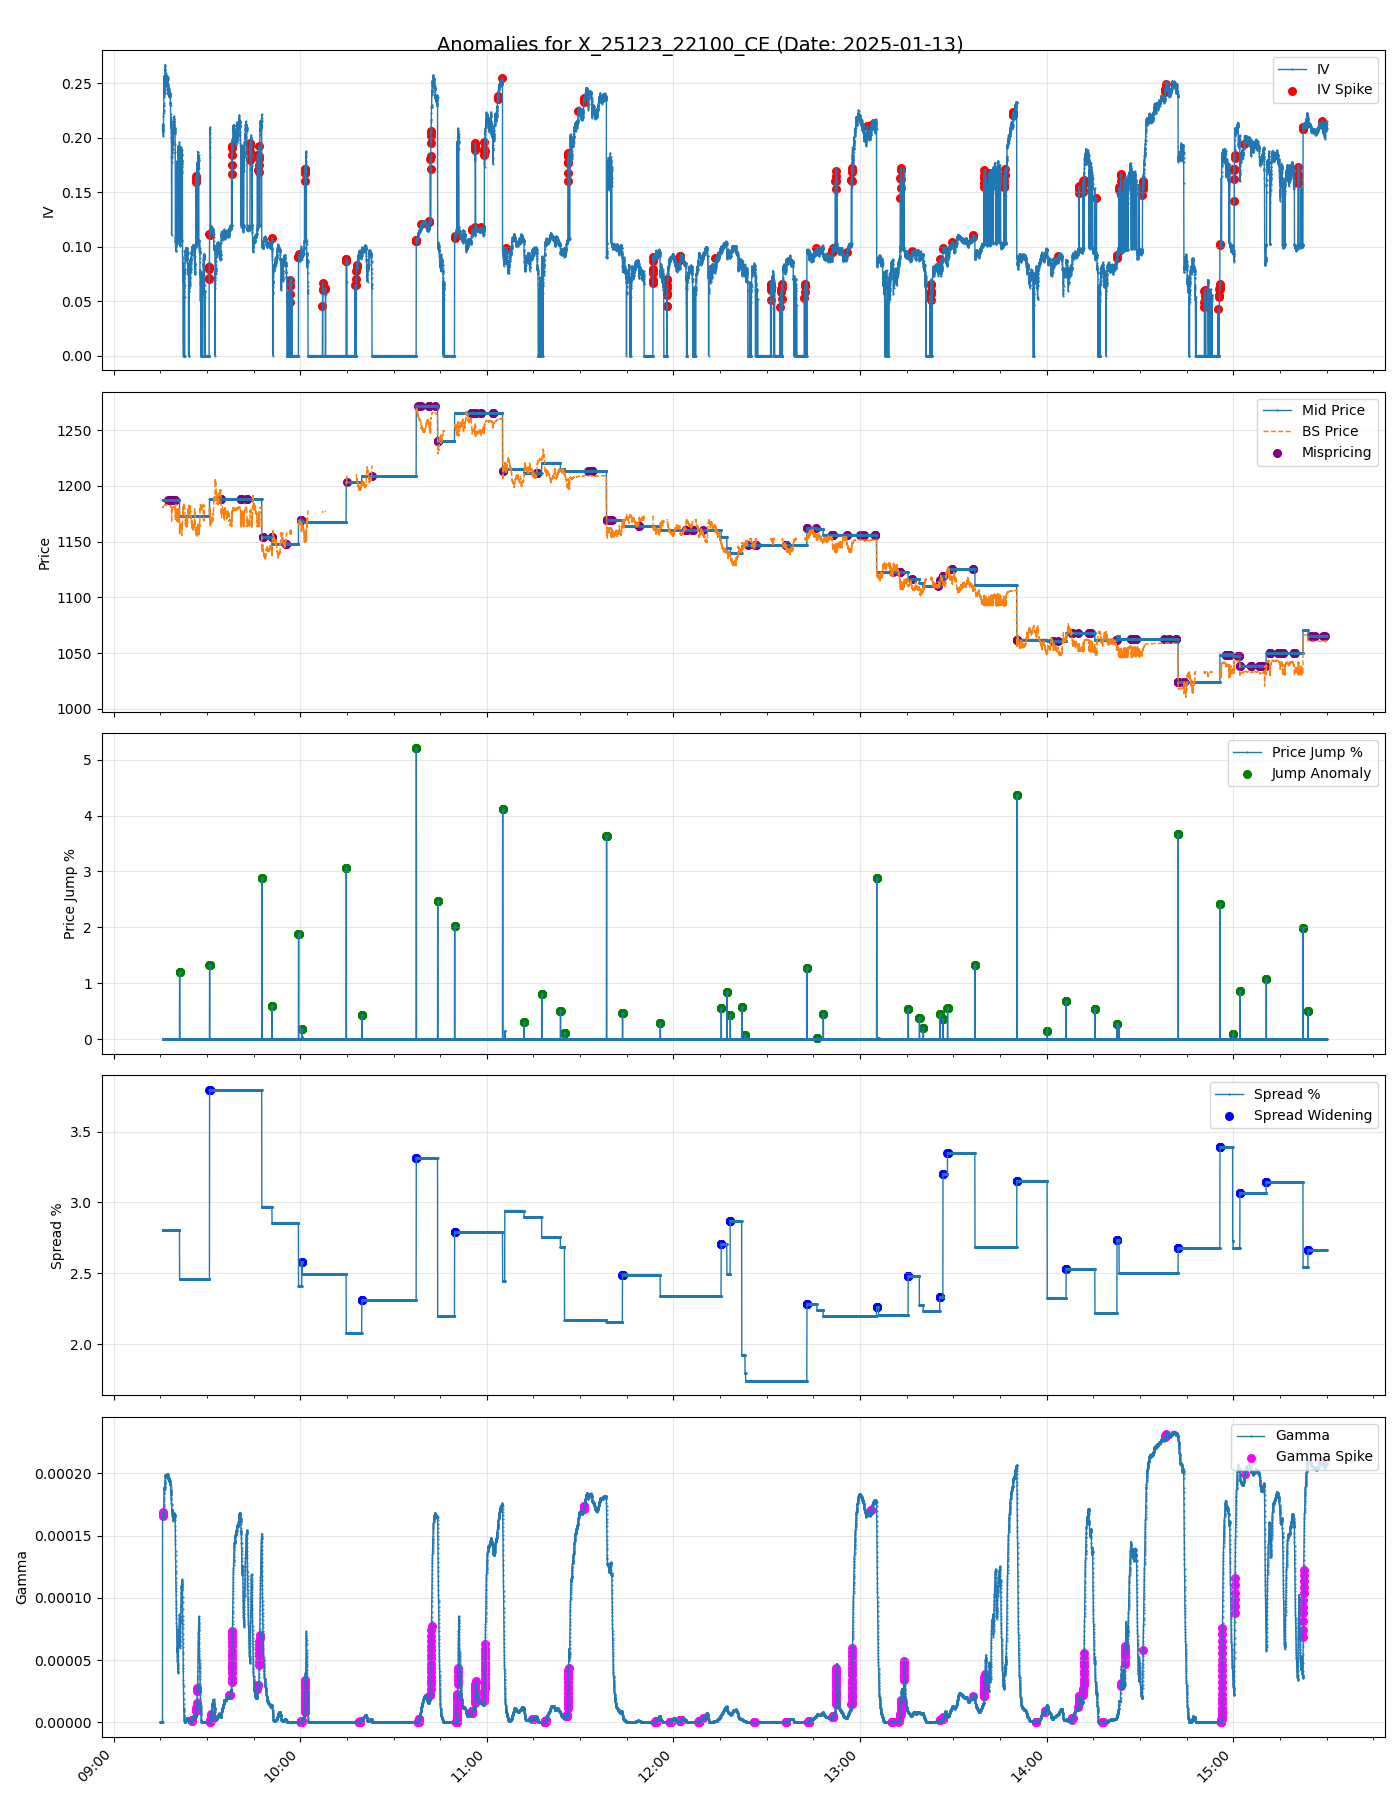 Anomalies for X_25123_22100_CE (Date: 2025-01-13)
IV
IV Spike
0.25
0.20
0.15
0.10
0.05
0.00
IV
Mid Price
BS Price
Mispricing
1250
1200
1150
1100
1050
1000
Price
Price Jump %
Jump Anomaly
5
4
3
2
1
0
Price Jump %
Spread %
Spread Widening
3.5
3.0
2.5
2.0
Spread %
Gamma
Gamma Spike
0.00020
0.00015
0.00010
0.00005
0.00000
Gamma
09:00
10:00
11:00
12:00
13:00
14:00
15:00